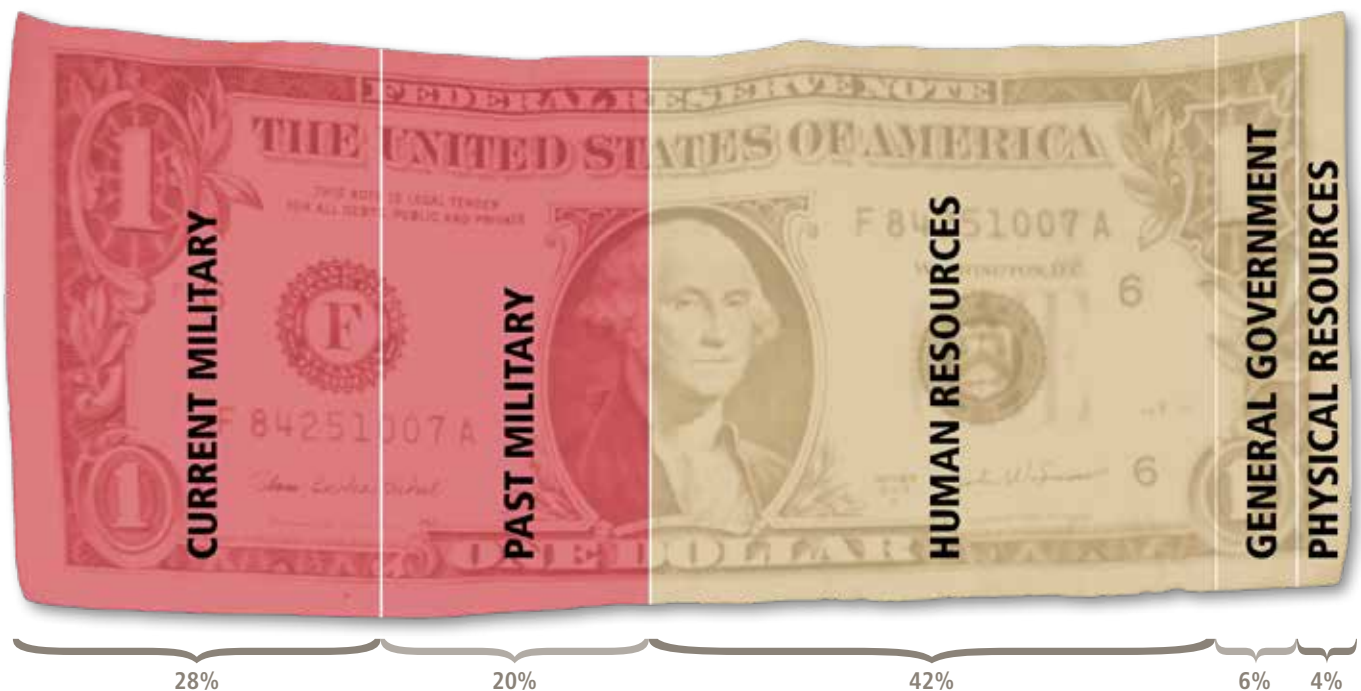 FEDERAL RESERVE NOTE
THE UNITED STATES OF AMERICA
THIS NOTE IS LEGAL TENDER
FOR ALL DEBTS, PUBLIC AND PRIVATE
F 84251007 A
WASHINGTON, D.C.
1
6
F
F 84251007 A
6
1
ONE DOLLAR
CURRENT MILITARY
PAST MILITARY
HUMAN RESOURCES
GENERAL GOVERNMENT
PHYSICAL RESOURCES
28% 20% 42% 6% 4%